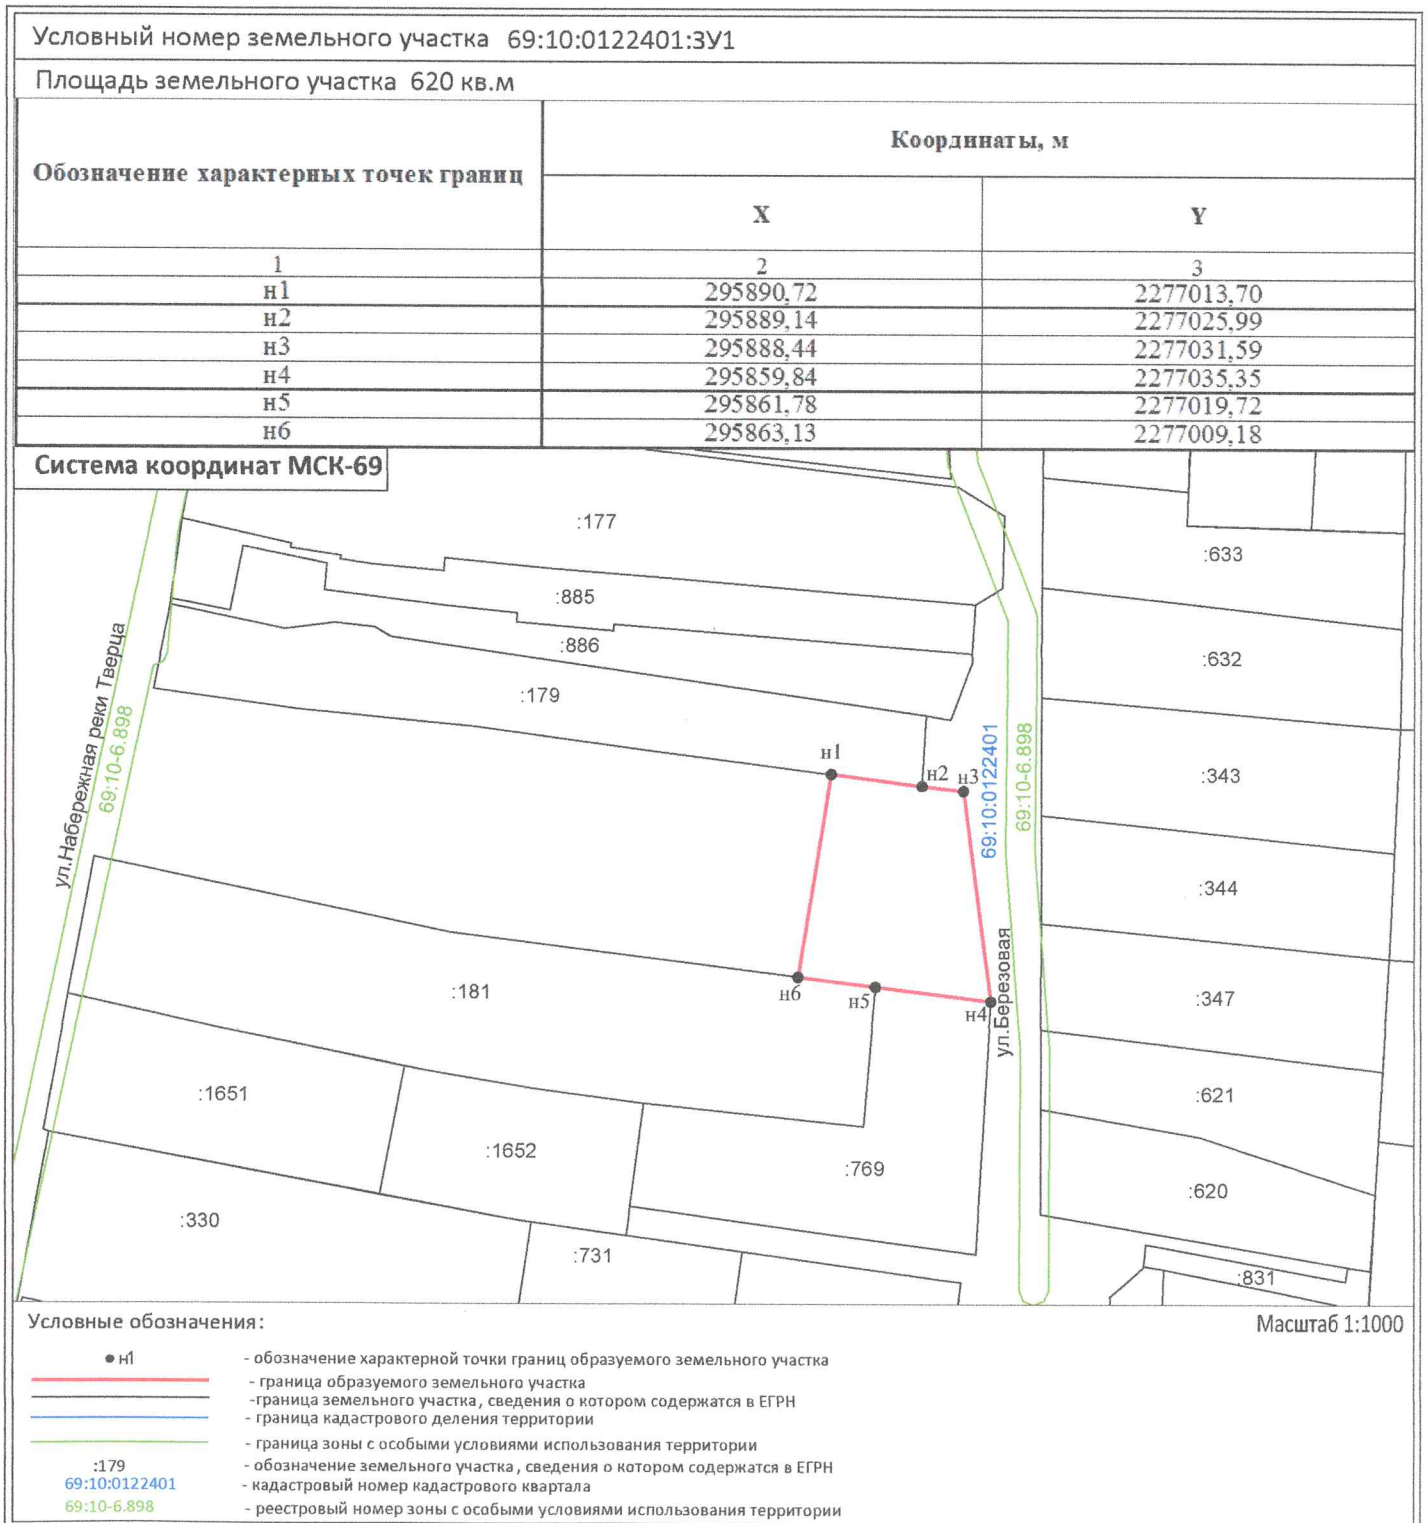 Условный номер земельного участка 69:10:0122401:ЗУ1
Площадь земельного участка 620 кв.м
Обозначение характерных точек границ
Координаты, м
X
Y
1
2
3
н1
295890,72
2277013,70
н2
295889,14
2277025,99
н3
295888,44
2277031,59
н4
295859,84
2277035,35
н5
295861,78
2277019,72
н6
295863,13
2277009,18
Система координат МСК-69
:177
:633
:885
:886
:632
:179
ул.Набережная реки Тверца
69:10-6.898
н1
н2
н3
69:10:0122401
69:10-6.898
:343
:344
:181
н6
н5
н4
ул.Березовая
:347
:1651
:621
:1652
:769
:620
:330
:731
:831
Условные обозначения:
Масштаб 1:1000
н1
- обозначение характерной точки границ образуемого земельного участка
- граница образуемого земельного участка
-граница земельного участка, сведения о котором содержатся в ЕГРН
- граница кадастрового деления территории
- граница зоны с особыми условиями использования территории
:179
- обозначение земельного участка, сведения о котором содержатся в ЕГРН
69:10:0122401
- кадастровый номер кадастрового квартала
69:10-6.898
- реестровый номер зоны с особыми условиями использования территории